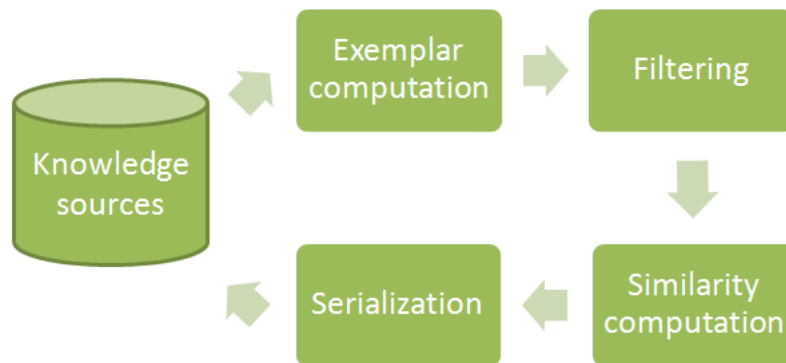 Knowledge
sources
Exemplar
computation
Filtering
Similarity
computation
Serialization